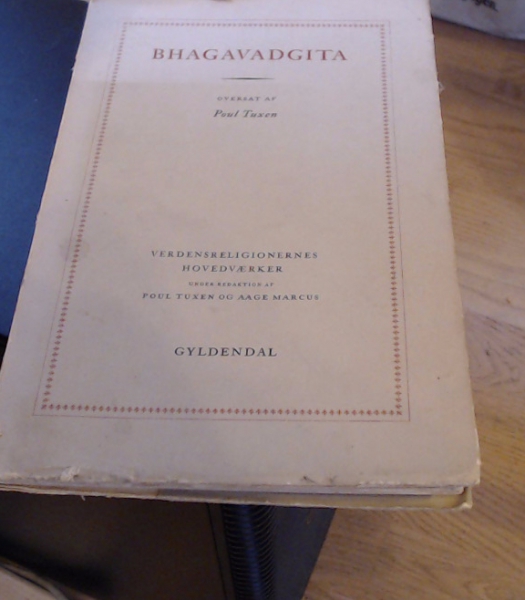 BHAGAVADGITA
OVERSAT AF
Poul Tuxen
VERDENSRELIGIONERNES
HOVEDVÆRKER
UNDER REDAKTION AF
POUL TUXEN OG AAGE MARCUS
GYLDENDAL